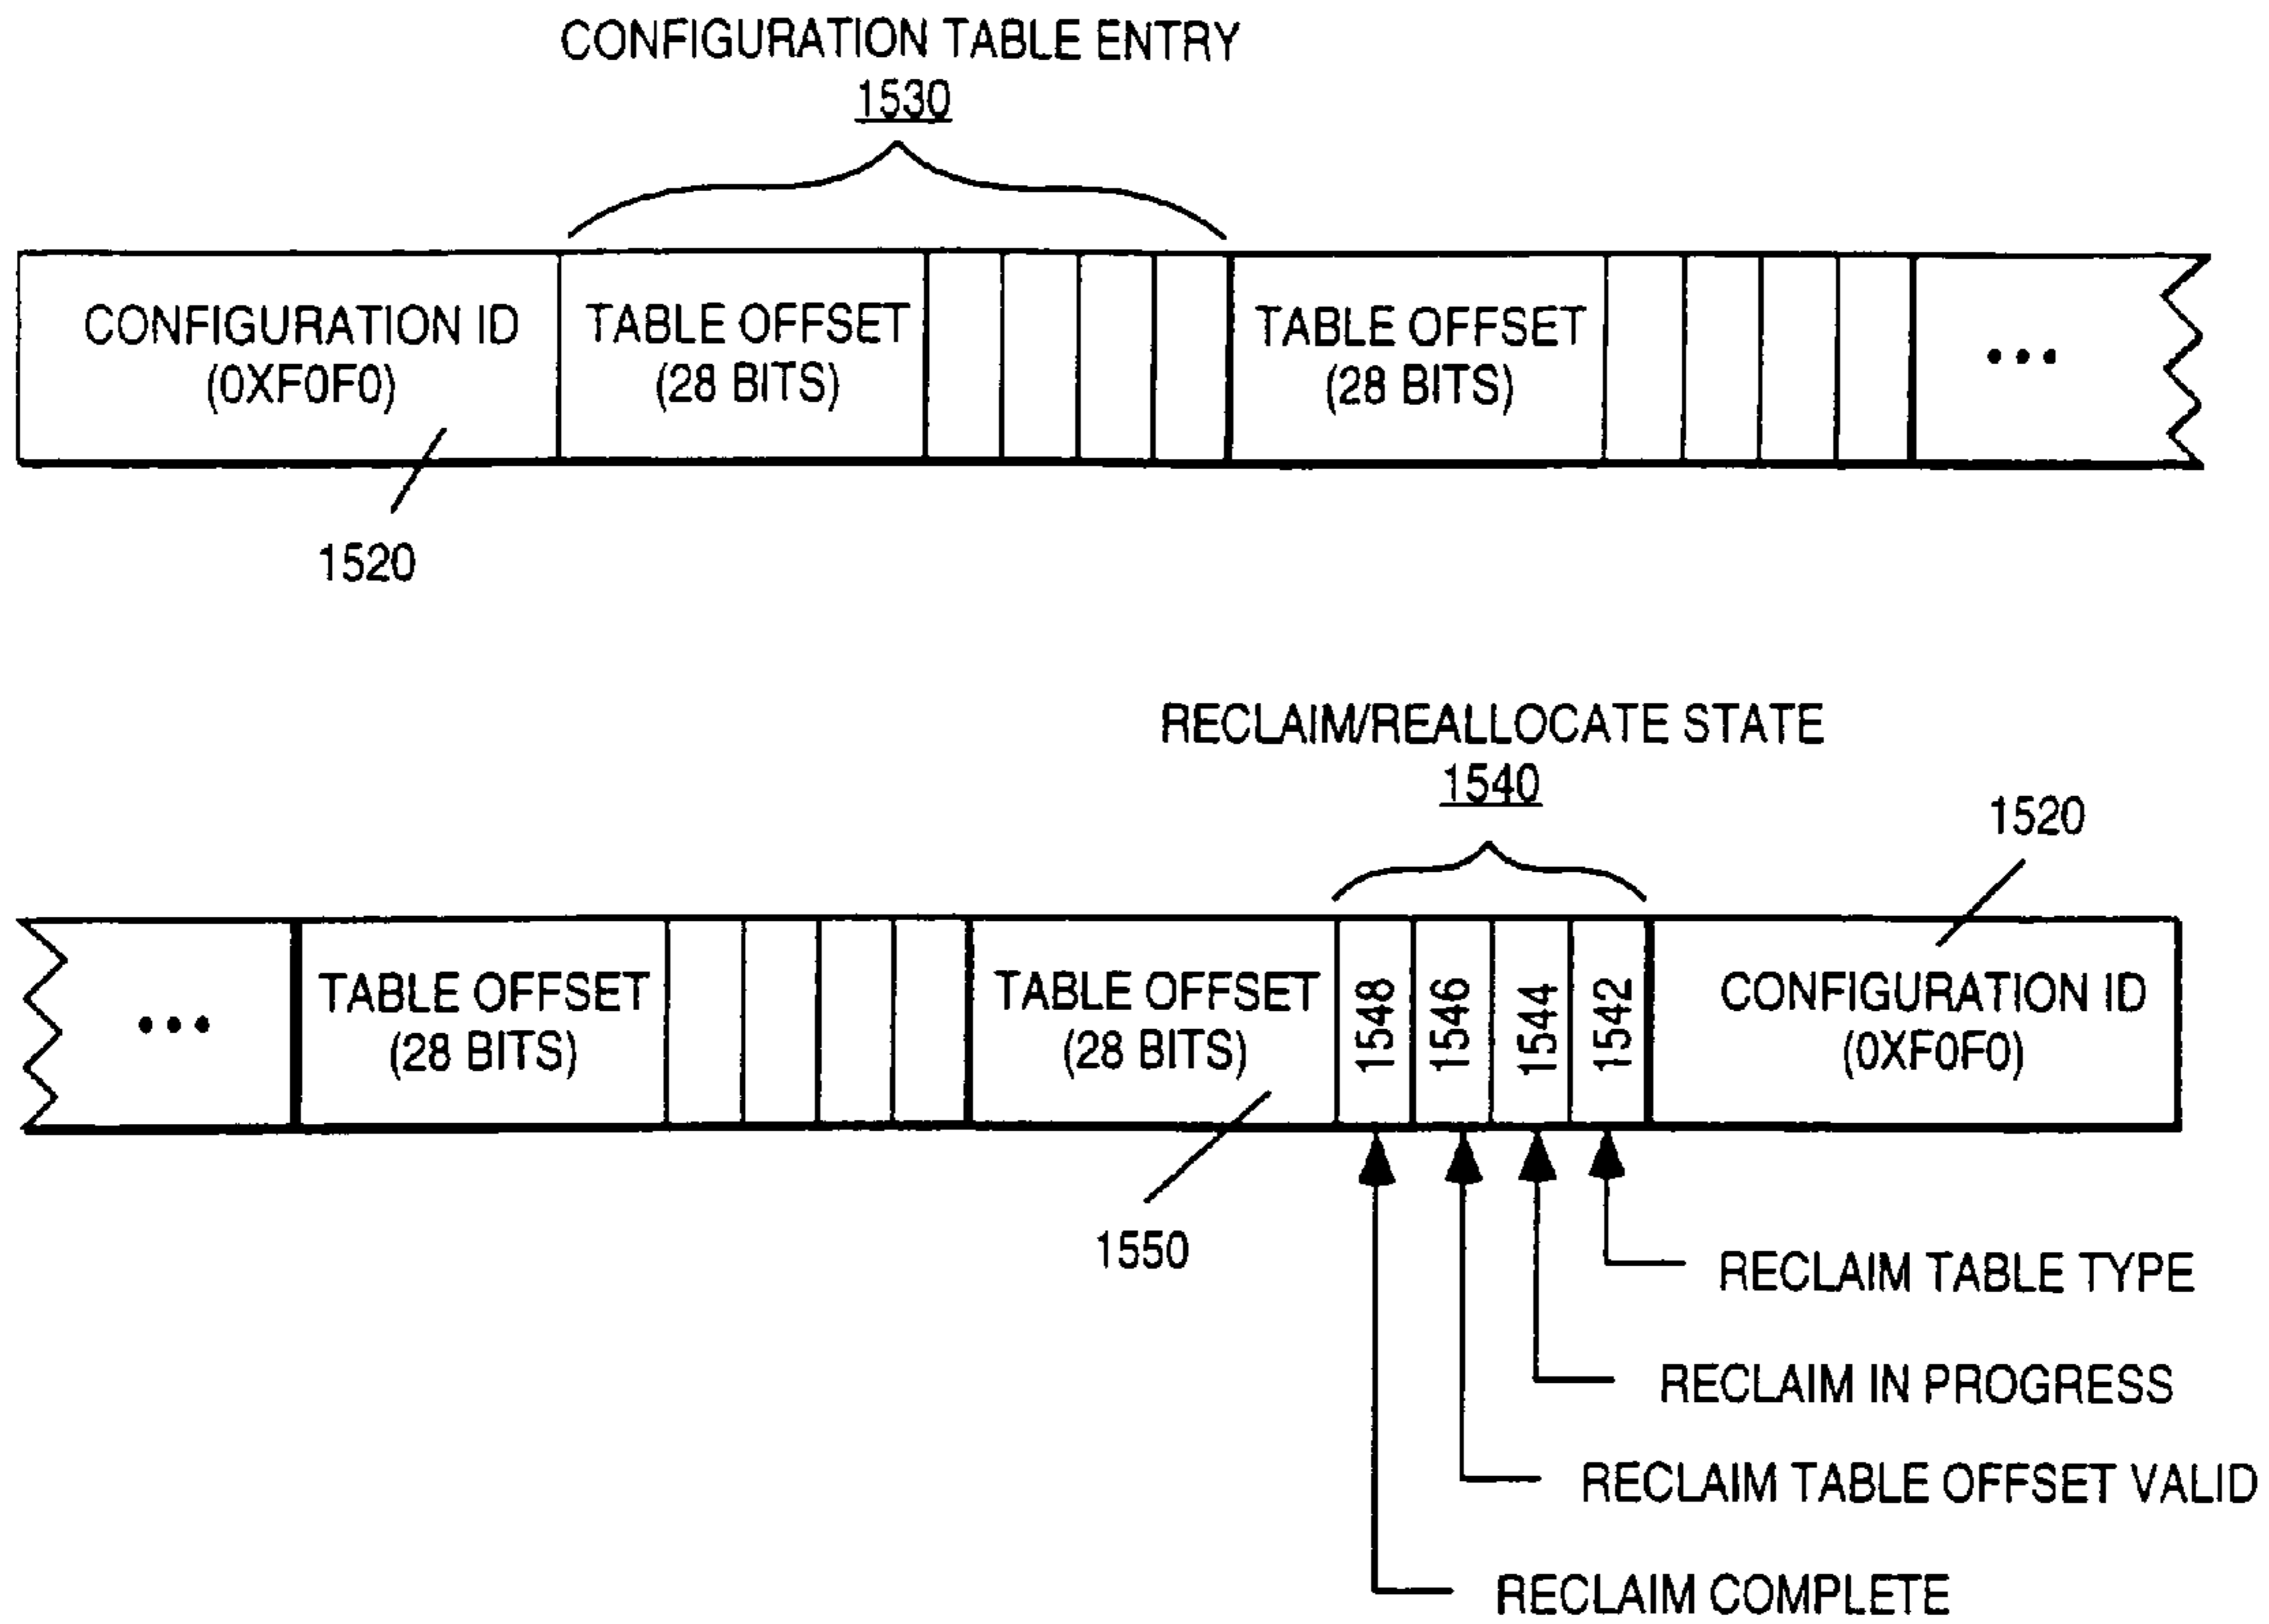 CONFIGURATION TABLE ENTRY
1530
CONFIGURATION ID
(0XF0F0)
TABLE OFFSET
(28 BITS)
TABLE OFFSET
(28 BITS)
•••
1520
RECLAIM/REALLOCATE STATE
1540
1520
•••
TABLE OFFSET
(28 BITS)
TABLE OFFSET
(28 BITS)
1548
1546
1544
1542
CONFIGURATION ID
(0XF0F0)
1550
RECLAIM TABLE TYPE
RECLAIM IN PROGRESS
RECLAIM TABLE OFFSET VALID
RECLAIM COMPLETE